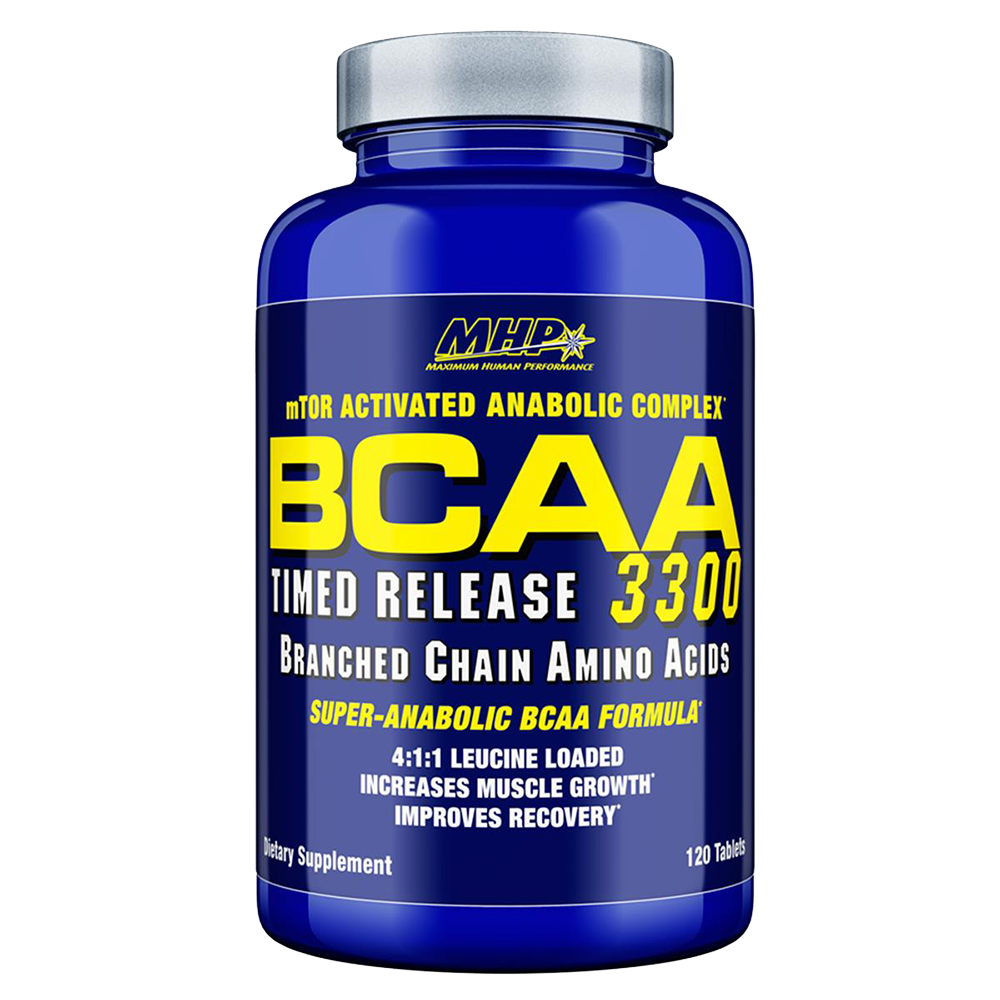 MHP
MAXIMUM HUMAN PERFORMANCE
mTOR ACTIVATED ANABOLIC COMPLEX*
BCAA
TIMED RELEASE 3300
BRANCHED CHAIN AMINO ACIDS
SUPER-ANABOLIC BCAA FORMULA*
4:1:1 LEUCINE LOADED
INCREASES MUSCLE GROWTH*
IMPROVES RECOVERY*
Dietary Supplement 120 Tablets